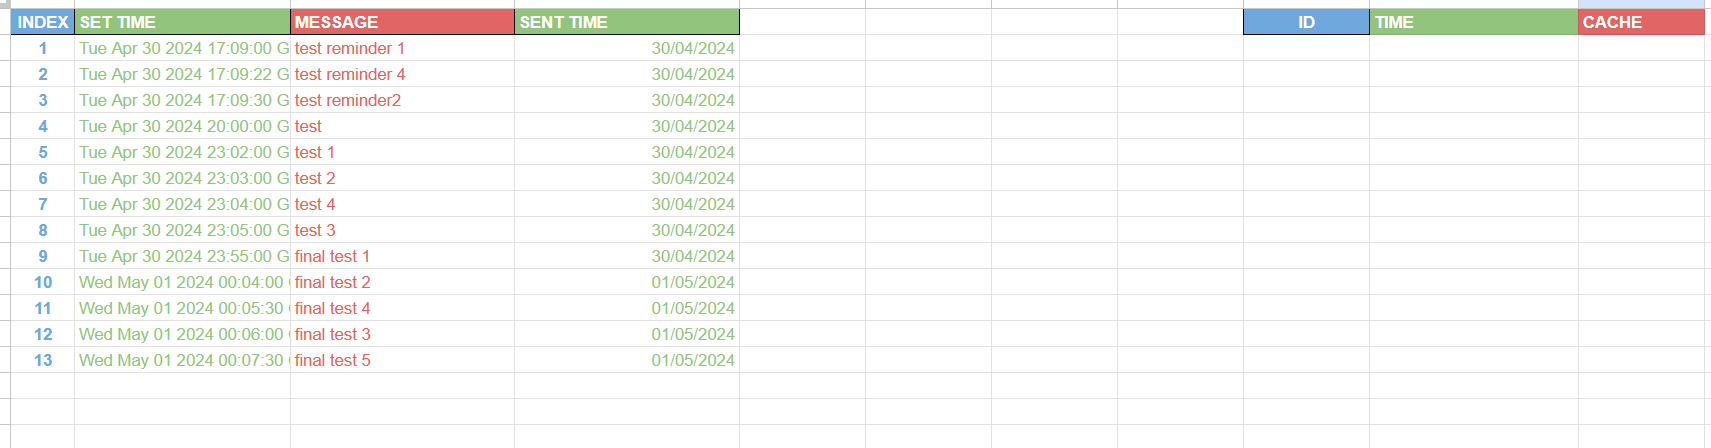 INDEX SET TIME MESSAGE SENT TIME ID TIME CACHE
1 Tue Apr 30 2024 17:09:00 G test reminder 1 30/04/2024
2 Tue Apr 30 2024 17:09:22 G test reminder 4 30/04/2024
3 Tue Apr 30 2024 17:09:30 G test reminder2 30/04/2024
4 Tue Apr 30 2024 20:00:00 G test 30/04/2024
5 Tue Apr 30 2024 23:02:00 G test 1 30/04/2024
6 Tue Apr 30 2024 23:03:00 G test 2 30/04/2024
7 Tue Apr 30 2024 23:04:00 G test 4 30/04/2024
8 Tue Apr 30 2024 23:05:00 G test 3 30/04/2024
9 Tue Apr 30 2024 23:55:00 G final test 1 30/04/2024
10 Wed May 01 2024 00:04:00 final test 2 01/05/2024
11 Wed May 01 2024 00:05:30 final test 4 01/05/2024
12 Wed May 01 2024 00:06:00 final test 3 01/05/2024
13 Wed May 01 2024 00:07:30 final test 5 01/05/2024